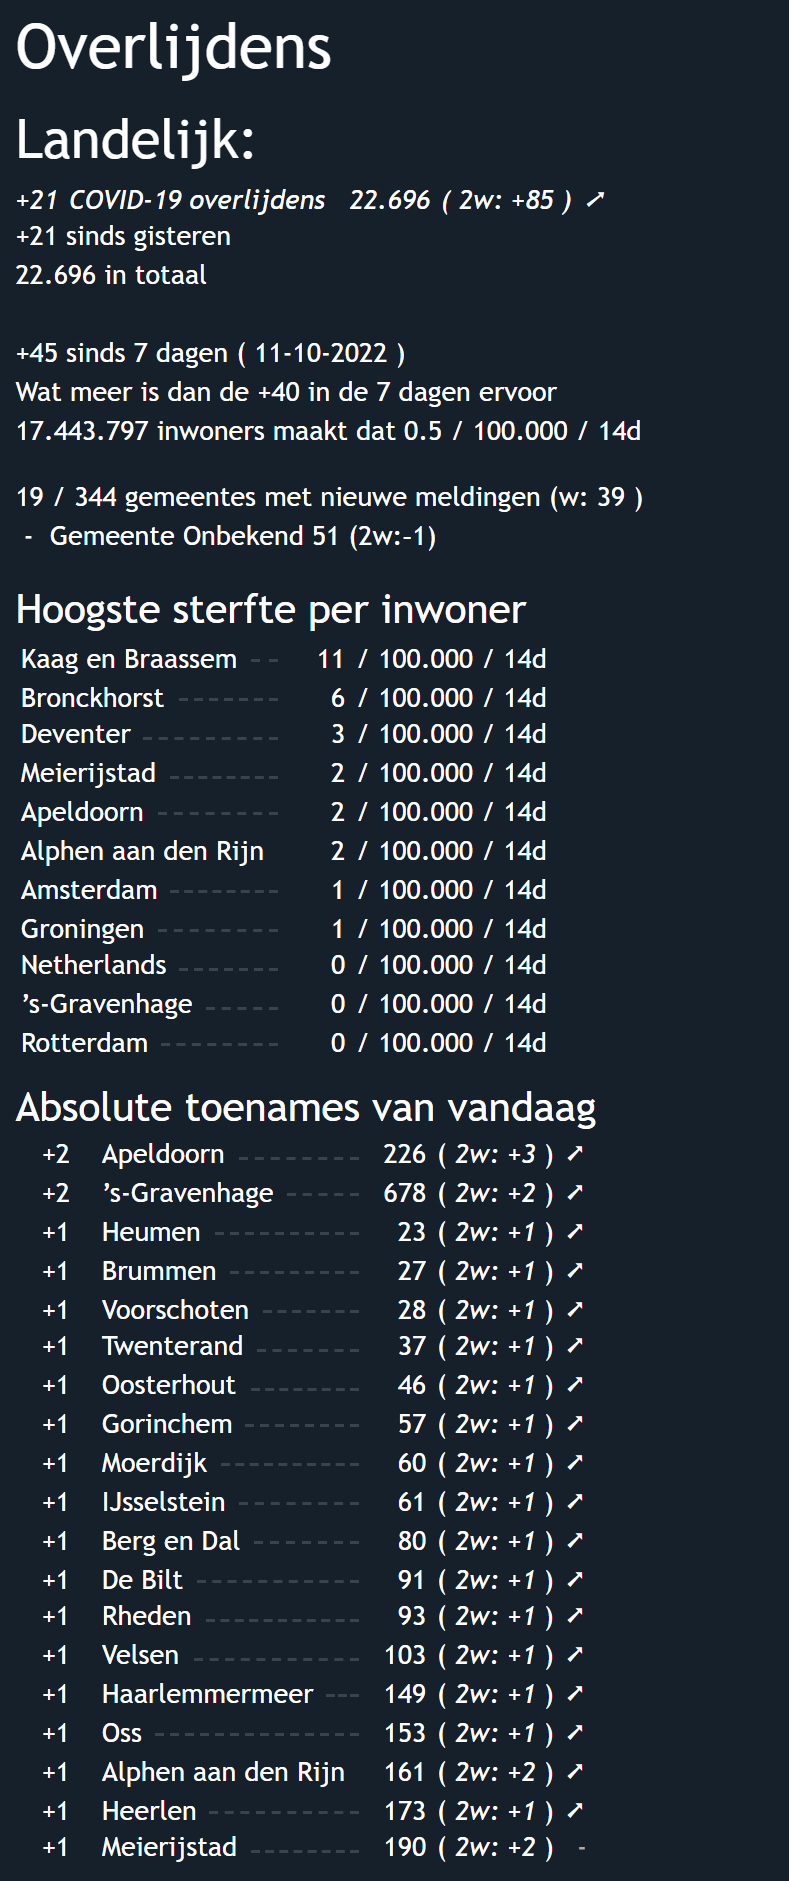 Overlijdens
Landelijk:
+21 COVID-19 overlijdens 22.696 ( 2w: +85 ) ➚
+21 sinds gisteren
22.696 in totaal
+45 sinds 7 dagen ( 11-10-2022 )
Wat meer is dan de +40 in de 7 dagen ervoor
17.443.797 inwoners maakt dat 0.5 / 100.000 / 14d
19 / 344 gemeentes met nieuwe meldingen (w: 39 )
- Gemeente Onbekend 51 (2w:-1)
Hoogste sterfte per inwoner
Kaag en Braassem -- 11 / 100.000 / 14d
Bronckhorst ------- 6 / 100.000 / 14d
Deventer --------- 3 / 100.000 / 14d
Meierijstad -------- 2 / 100.000 / 14d
Apeldoorn -------- 2 / 100.000 / 14d
Alphen aan den Rijn 2 / 100.000 / 14d
Amsterdam -------- 1 / 100.000 / 14d
Groningen -------- 1 / 100.000 / 14d
Netherlands ------- 0 / 100.000 / 14d
’s-Gravenhage ----- 0 / 100.000 / 14d
Rotterdam -------- 0 / 100.000 / 14d
Absolute toenames van vandaag
+2 Apeldoorn -------- 226 ( 2w: +3 ) ➚
+2 ’s-Gravenhage ----- 678 ( 2w: +2 ) ➚
+1 Heumen ---------- 23 ( 2w: +1 ) ➚
+1 Brummen --------- 27 ( 2w: +1 ) ➚
+1 Voorschoten ------- 28 ( 2w: +1 ) ➚
+1 Twenterand ------- 37 ( 2w: +1 ) ➚
+1 Oosterhout -------- 46 ( 2w: +1 ) ➚
+1 Gorinchem -------- 57 ( 2w: +1 ) ➚
+1 Moerdijk ---------- 60 ( 2w: +1 ) ➚
+1 IJsselstein -------- 61 ( 2w: +1 ) ➚
+1 Berg en Dal ------- 80 ( 2w: +1 ) ➚
+1 De Bilt ------------ 91 ( 2w: +1 ) ➚
+1 Rheden ----------- 93 ( 2w: +1 ) ➚
+1 Velsen ------------ 103 ( 2w: +1 ) ➚
+1 Haarlemmermeer --- 149 ( 2w: +1 ) ➚
+1 Oss -------------- 153 ( 2w: +1 ) ➚
+1 Alphen aan den Rijn 161 ( 2w: +2 ) ➚
+1 Heerlen ---------- 173 ( 2w: +1 ) ➚
+1 Meierijstad -------- 190 ( 2w: +2 ) -